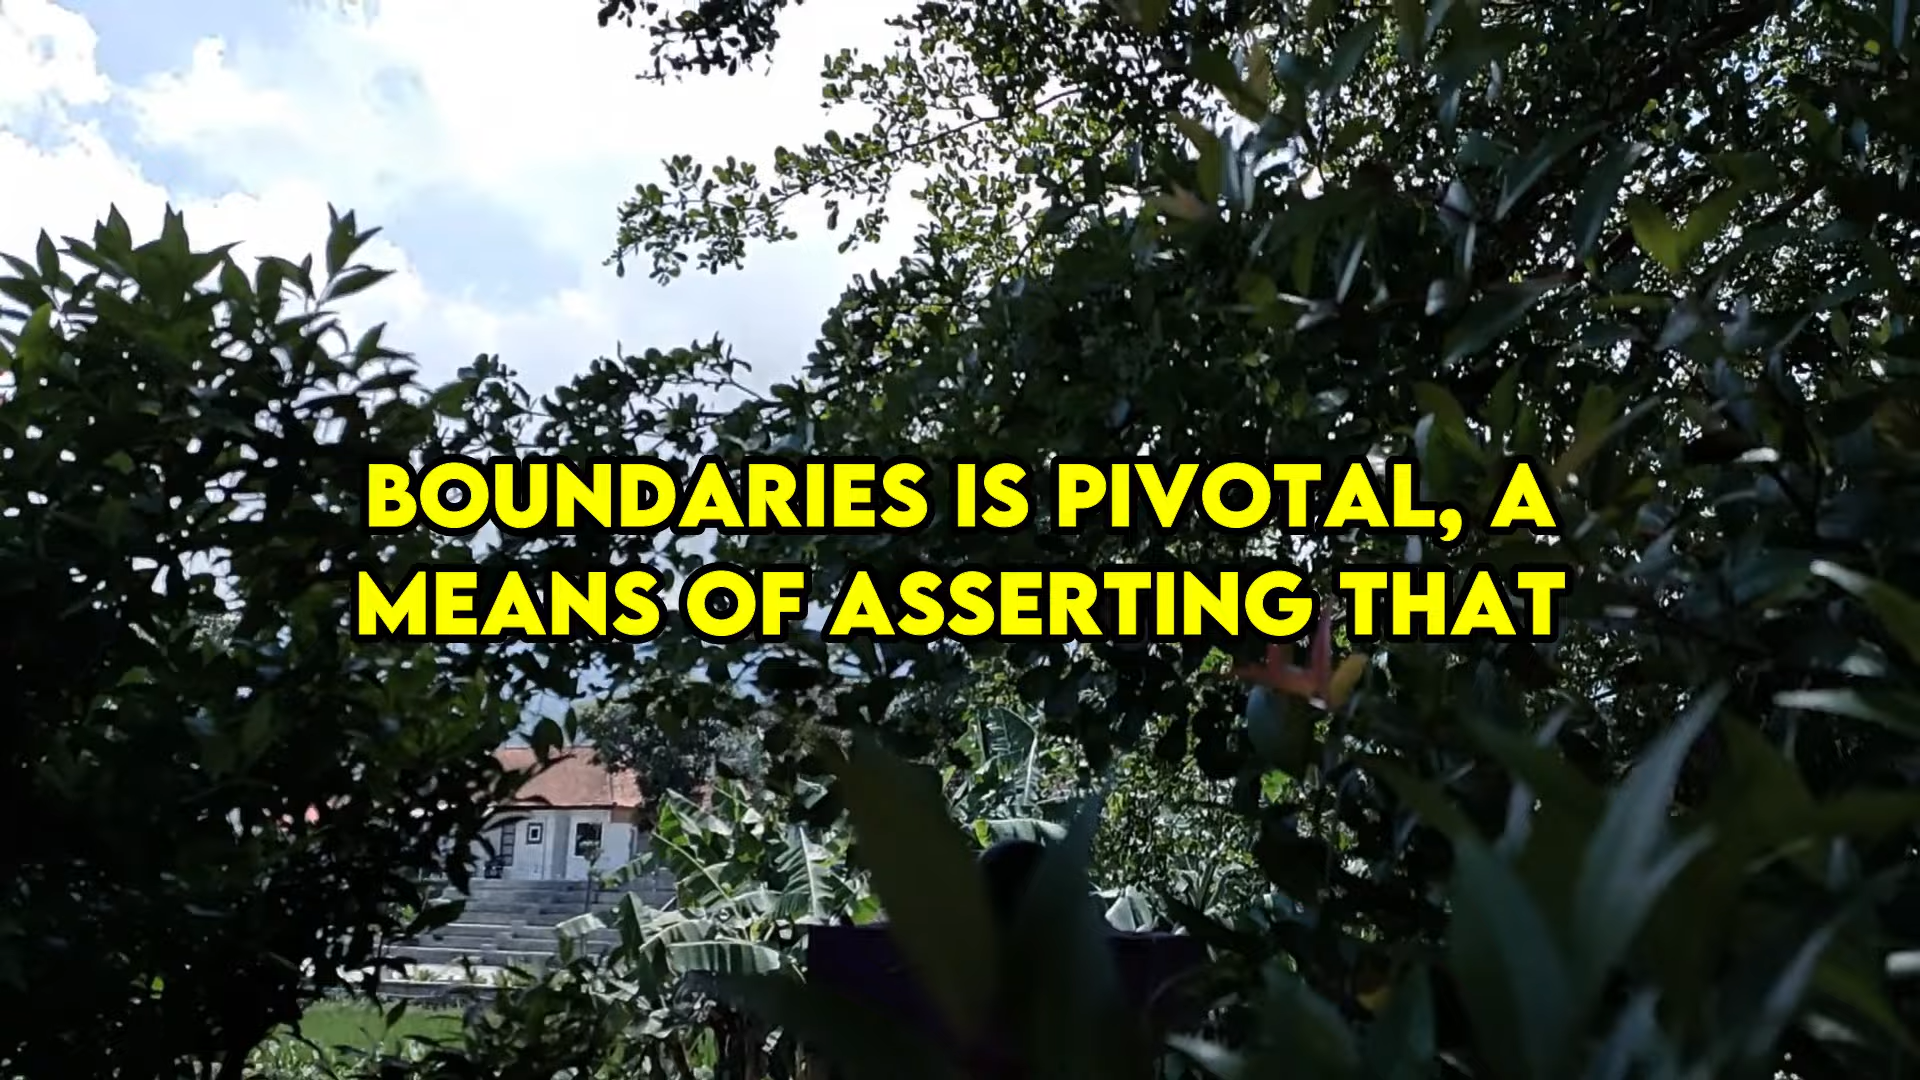 BOUNDARIES IS PIVOTAL, A
MEANS OF ASSERTING THAT